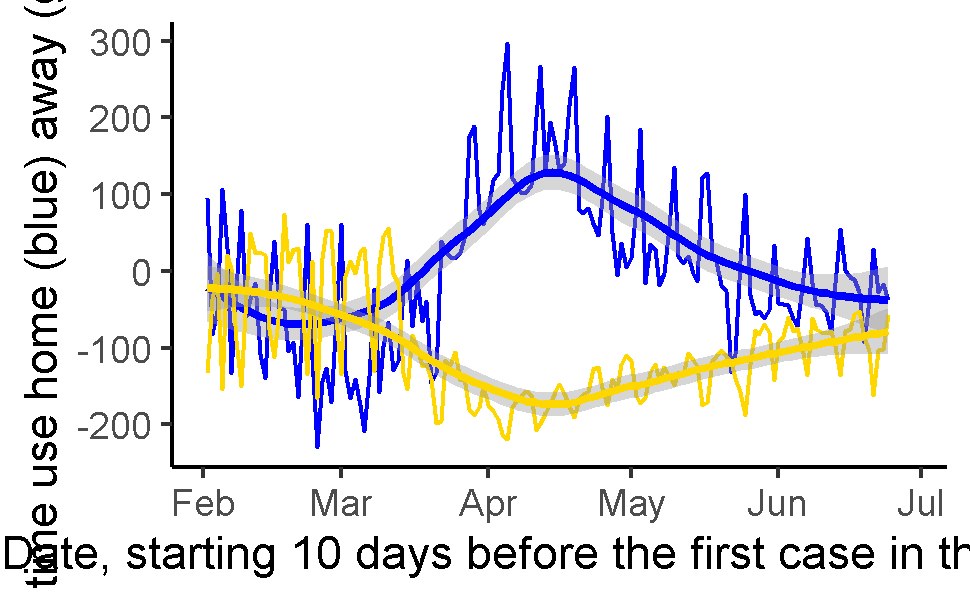 time use home (blue) away (
300
200
100
0
-100
-200
Feb Mar Apr May Jun Jul
Date, starting 10 days before the first case in th